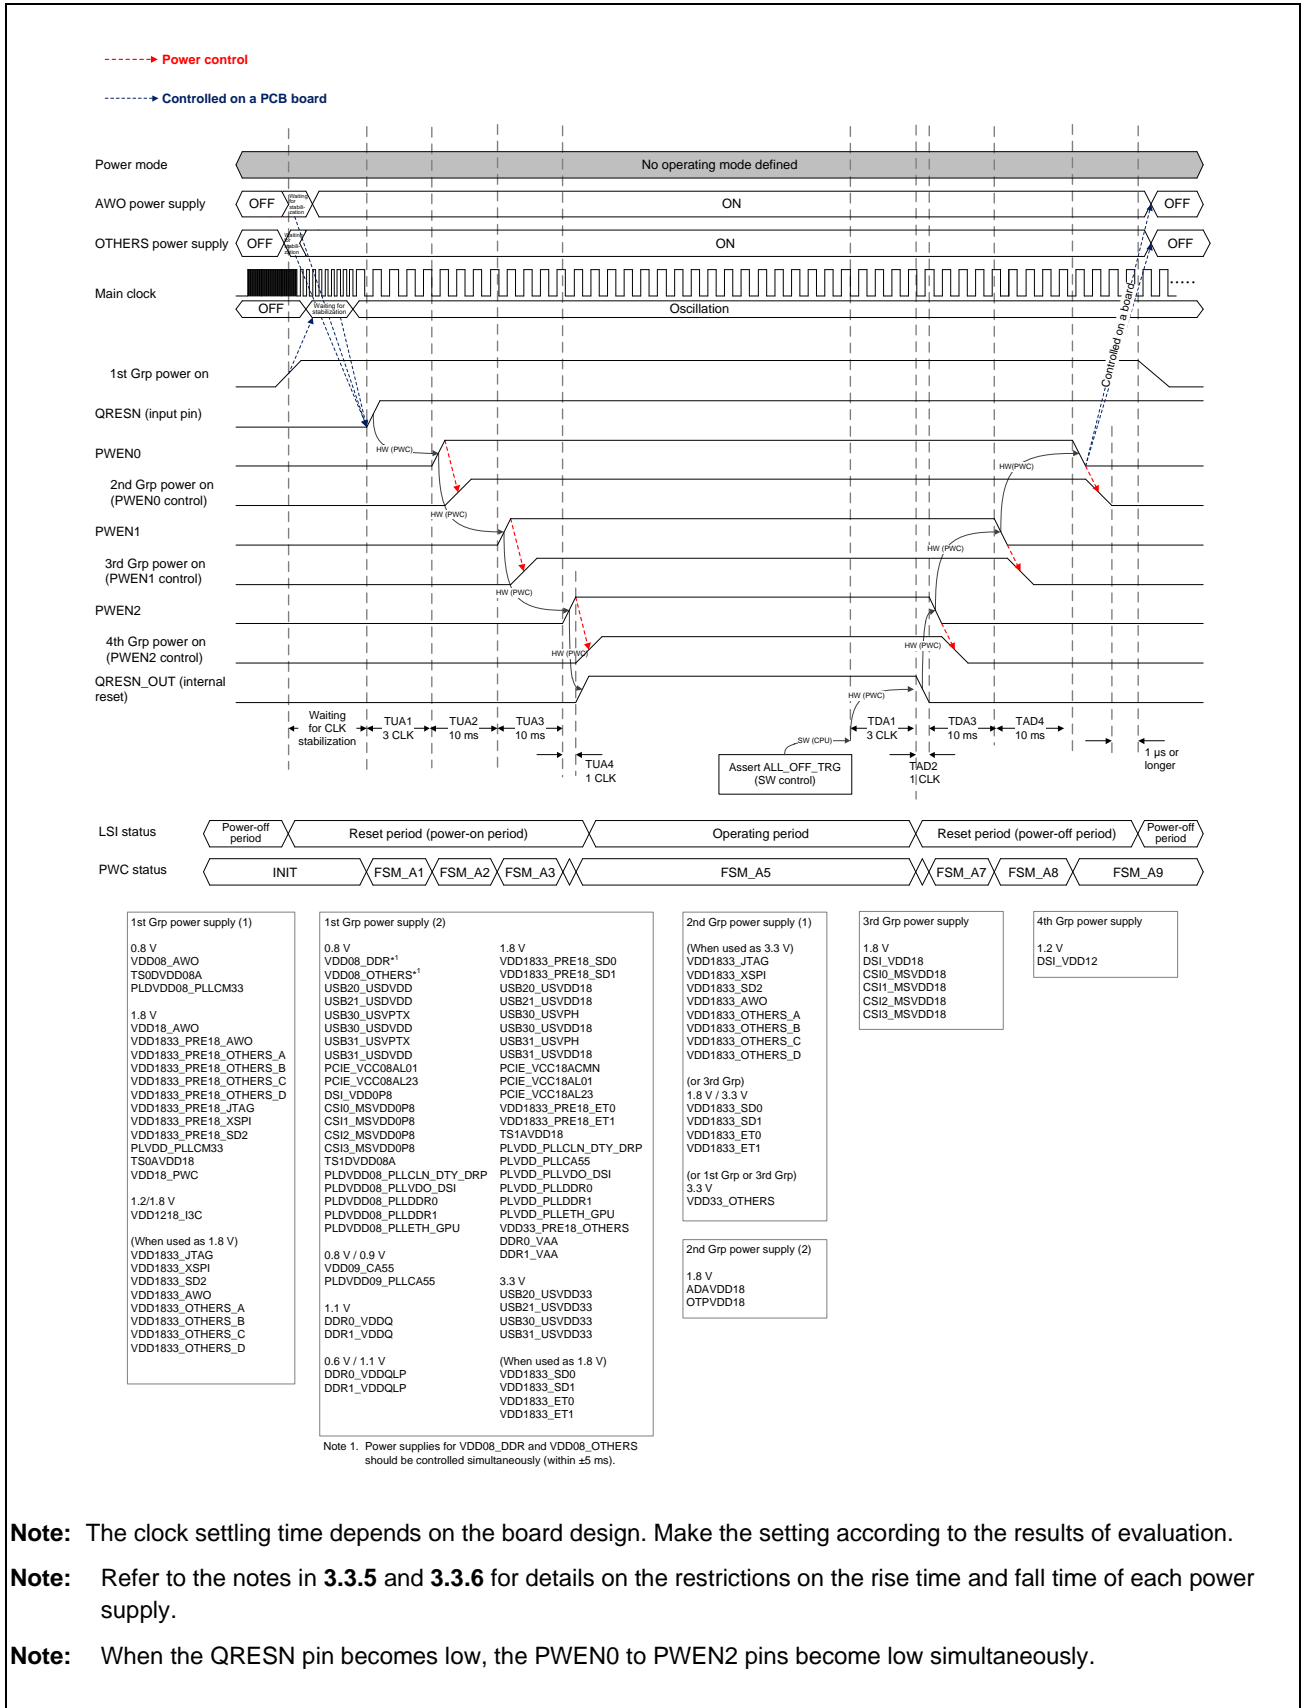 Power control
Controlled on a PCB board
Power mode
No operating mode defined
AWO power supply
OFF
Waiting
for
stabili-
zation
ON
OFF
OTHERS power supply
OFF
Waiting
for
stabili-
zation
ON
OFF
Main clock
OFF
Waiting for
stabilization
Oscillation
Controlled on a board
1st Grp power on
QRESN (input pin)
HW (PWC)
PWEN0
HW(PWC)
2nd Grp power on
(PWEN0 control)
HW (PWC)
PWEN1
HW (PWC)
3rd Grp power on
(PWEN1 control)
HW (PWC)
PWEN2
4th Grp power on
(PWEN2 control)
HW (PWC)
HW (PWC)
QRESN_OUT (internal
reset)
HW (PWC)
Waiting
for CLK
stabilization
TUA1
3 CLK
TUA2
10 ms
TUA3
10 ms
TUA4
1 CLK
SW (CPU)
Assert ALL_OFF_TRG
(SW control)
TDA1
3 CLK
TAD2
1 CLK
TDA3
10 ms
TAD4
10 ms
1 µs or
longer
LSI status
Power-off
period
Reset period (power-on period)
Operating period
Reset period (power-off period)
Power-off
period
PWC status
INIT
FSM_A1
FSM_A2
FSM_A3
FSM_A5
FSM_A7
FSM_A8
FSM_A9
1st Grp power supply (1)
0.8 V
VDD08_AWO
TS0DVDD08A
PLDVDD08_PLLCM33
1.8 V
VDD18_AWO
VDD1833_PRE18_AWO
VDD1833_PRE18_OTHERS_A
VDD1833_PRE18_OTHERS_B
VDD1833_PRE18_OTHERS_C
VDD1833_PRE18_OTHERS_D
VDD1833_PRE18_JTAG
VDD1833_PRE18_XSPI
VDD1833_PRE18_SD2
PLVDD_PLLCM33
TS0AVDD18
VDD18_PWC
1.2/1.8 V
VDD1218_I3C
(When used as 1.8 V)
VDD1833_JTAG
VDD1833_XSPI
VDD1833_SD2
VDD1833_AWO
VDD1833_OTHERS_A
VDD1833_OTHERS_B
VDD1833_OTHERS_C
VDD1833_OTHERS_D
1st Grp power supply (2)
0.8 V
VDD08_DDR*1
VDD08_OTHERS*1
USB20_USDVDD
USB21_USDVDD
USB30_USVPTX
USB30_USDVDD
USB31_USVPTX
USB31_USDVDD
PCIE_VCC08AL01
PCIE_VCC08AL23
DSI_VDD0P8
CSI0_MSVDD0P8
CSI1_MSVDD0P8
CSI2_MSVDD0P8
CSI3_MSVDD0P8
TS1DVDD08A
PLDVDD08_PLLCLN_DTY_DRP
PLDVDD08_PLLVDO_DSI
PLDVDD08_PLLDDR0
PLDVDD08_PLLDDR1
PLDVDD08_PLLETH_GPU
0.8 V / 0.9 V
VDD09_CA55
PLDVDD09_PLLCA55
1.1 V
DDR0_VDDQ
DDR1_VDDQ
0.6 V / 1.1 V
DDR0_VDDQLP
DDR1_VDDQLP
1.8 V
VDD1833_PRE18_SD0
VDD1833_PRE18_SD1
USB20_USVDD18
USB21_USVDD18
USB30_USVPH
USB30_USVDD18
USB31_USVPH
USB31_USVDD18
PCIE_VCC18ACMN
PCIE_VCC18AL01
PCIE_VCC18AL23
VDD1833_PRE18_ET0
VDD1833_PRE18_ET1
TS1AVDD18
PLVDD_PLLCLN_DTY_DRP
PLVDD_PLLCA55
PLVDD_PLLVDO_DSI
PLVDD_PLLDDR0
PLVDD_PLLDDR1
PLVDD_PLLETH_GPU
VDD33_PRE18_OTHERS
DDR0_VAA
DDR1_VAA
3.3 V
USB20_USVDD33
USB21_USVDD33
USB30_USVDD33
USB31_USVDD33
(When used as 1.8 V)
VDD1833_SD0
VDD1833_SD1
VDD1833_ET0
VDD1833_ET1
Note 1. Power supplies for VDD08_DDR and VDD08_OTHERS
should be controlled simultaneously (within ±5 ms).
2nd Grp power supply (1)
(When used as 3.3 V)
VDD1833_JTAG
VDD1833_XSPI
VDD1833_SD2
VDD1833_AWO
VDD1833_OTHERS_A
VDD1833_OTHERS_B
VDD1833_OTHERS_C
VDD1833_OTHERS_D
(or 3rd Grp)
1.8 V / 3.3 V
VDD1833_SD0
VDD1833_SD1
VDD1833_ET0
VDD1833_ET1
(or 1st Grp or 3rd Grp)
3.3 V
VDD33_OTHERS
2nd Grp power supply (2)
1.8 V
ADAVDD18
OTPVDD18
3rd Grp power supply
1.8 V
DSI_VDD18
CSI0_MSVDD18
CSI1_MSVDD18
CSI2_MSVDD18
CSI3_MSVDD18
4th Grp power supply
1.2 V
DSI_VDD12
Note: The clock settling time depends on the board design. Make the setting according to the results of evaluation.
Note: Refer to the notes in 3.3.5 and 3.3.6 for details on the restrictions on the rise time and fall time of each power
supply.
Note: When the QRESN pin becomes low, the PWEN0 to PWEN2 pins become low simultaneously.